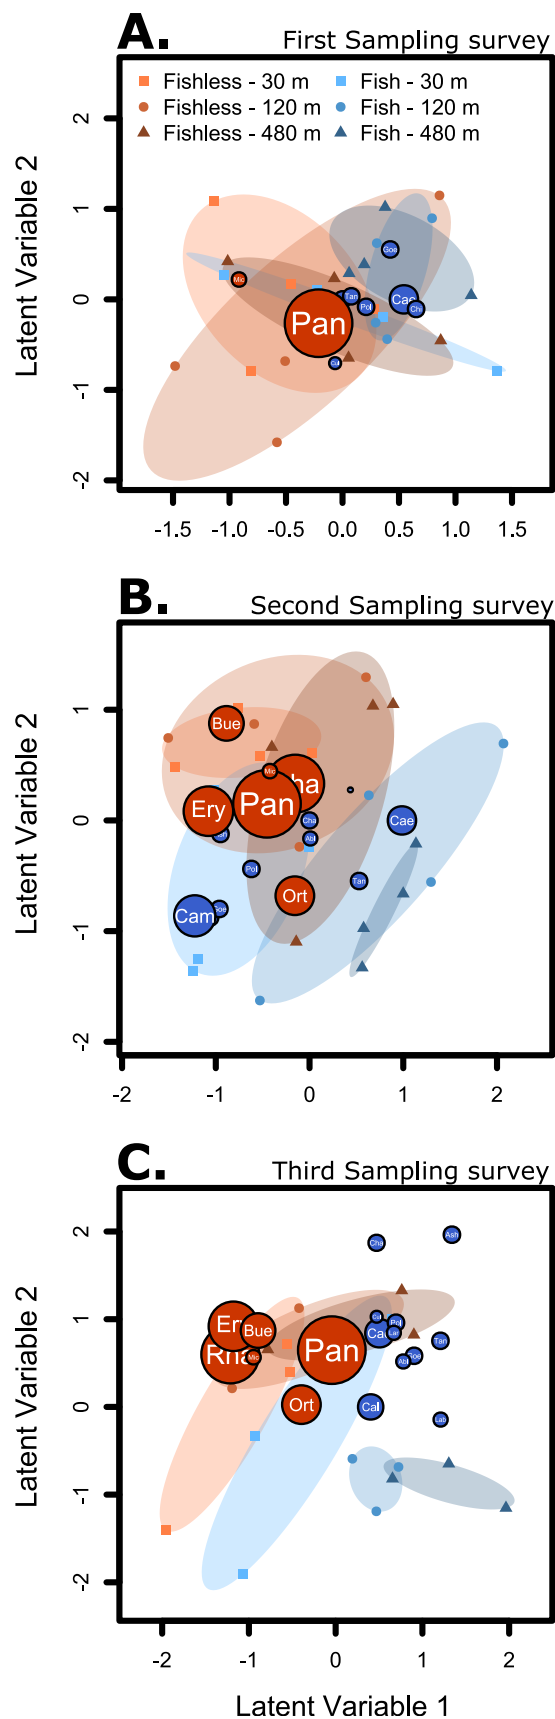 A. First Sampling survey
Fishless - 30 m Fish - 30 m
Fishless - 120 m Fish - 120 m
Fishless - 480 m Fish - 480 m
Latent Variable 2
2
1
0
-1
-2
Goe
Mic
Tan
Pol
Cae
Chi
Pan
-1.5 -1.0 -0.5 0.0 0.5 1.0 1.5
B. Second Sampling survey
Latent Variable 2
1
0
-1
-2
Bue
Mic
Ery
Pan
Cha
Abl
Cae
Pol
Tan
Ort
Cam
-2 -1 0 1 2
C. Third Sampling survey
Latent Variable 2
2
1
0
-1
-2
Cha
Ash
Bue
Rha
Mic
Pan
Pol
Tan
Abl
Goe
Ort
Cal
Lab
-2 -1 0 1 2
Latent Variable 1